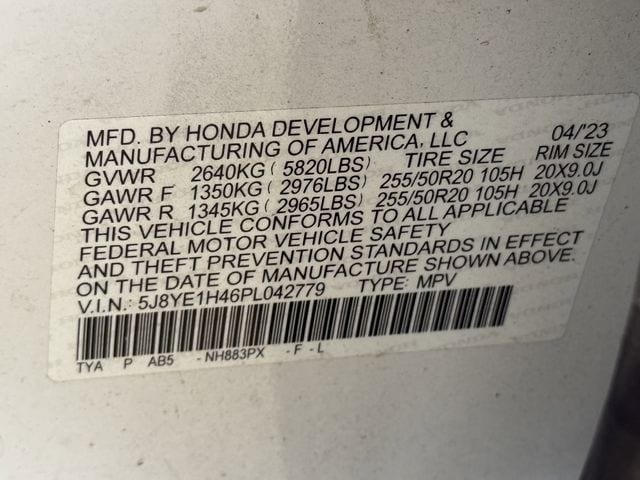 MFD. BY HONDA DEVELOPMENT &
MANUFACTURING OF AMERICA, LLC 04/'23
GVWR 2640KG ( 5820LBS) TIRE SIZE RIM SIZE
GAWR F 1350KG ( 2976LBS) 255/50R20 105H 20X9.0J
GAWR R 1345KG ( 2965LBS) 255/50R20 105H 20X9.0J
THIS VEHICLE CONFORMS TO ALL APPLICABLE
FEDERAL MOTOR VEHICLE SAFETY
AND THEFT PREVENTION STANDARDS IN EFFECT
ON THE DATE OF MANUFACTURE SHOWN ABOVE.
V.I.N.: 5J8YE1H46PL042779 TYPE: MPV
TYA P AB5 - NH883PX - F - L